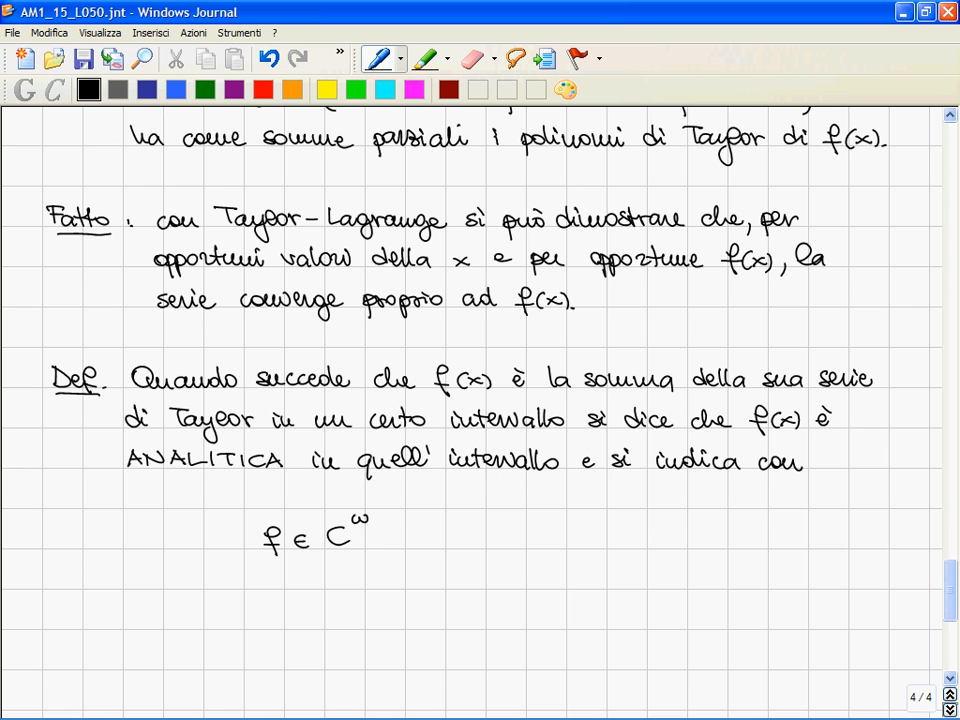 AM1_15_L050.jnt - Windows Journal
File Modifica Visualizza Inserisci Azioni Strumenti ?
G C
ha come somme parziali i polinomi di Taylor di f(x).
Fatto: con Taylor-Lagrange si può dimostrare che, per
opportuni valori della x e per opportune f(x), la
serie converge proprio ad f(x).
Def. Quando succede che f(x) è la somma della sua serie
di Taylor in un certo intervallo si dice che f(x) è
ANALITICA in quell'intervallo e si indica con
f ∈ C^ω
4 / 4